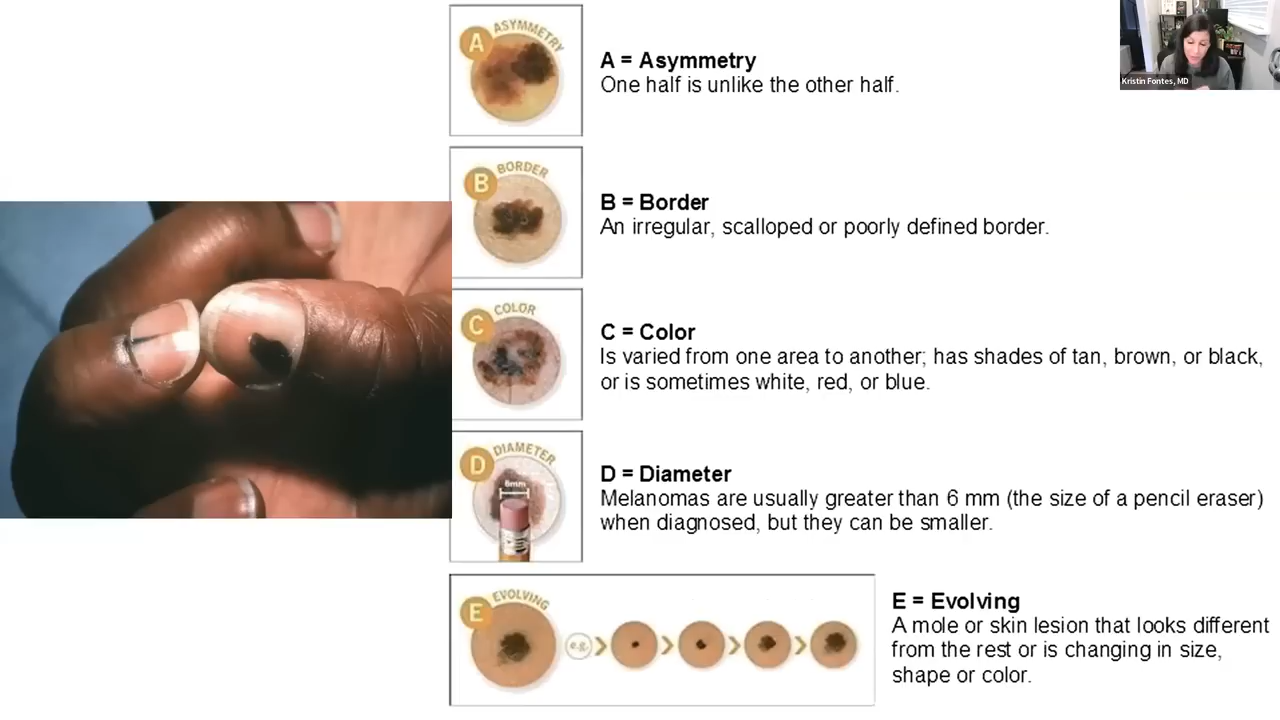 A
ASYMMETRY
A = Asymmetry
One half is unlike the other half.
Kristin Fontes, MD
B
BORDER
B = Border
An irregular, scalloped or poorly defined border.
C
COLOR
C = Color
Is varied from one area to another; has shades of tan, brown, or black,
or is sometimes white, red, or blue.
D
DIAMETER
6mm
D = Diameter
Melanomas are usually greater than 6 mm (the size of a pencil eraser)
when diagnosed, but they can be smaller.
E
EVOLVING
e.g.
E = Evolving
A mole or skin lesion that looks different
from the rest or is changing in size,
shape or color.